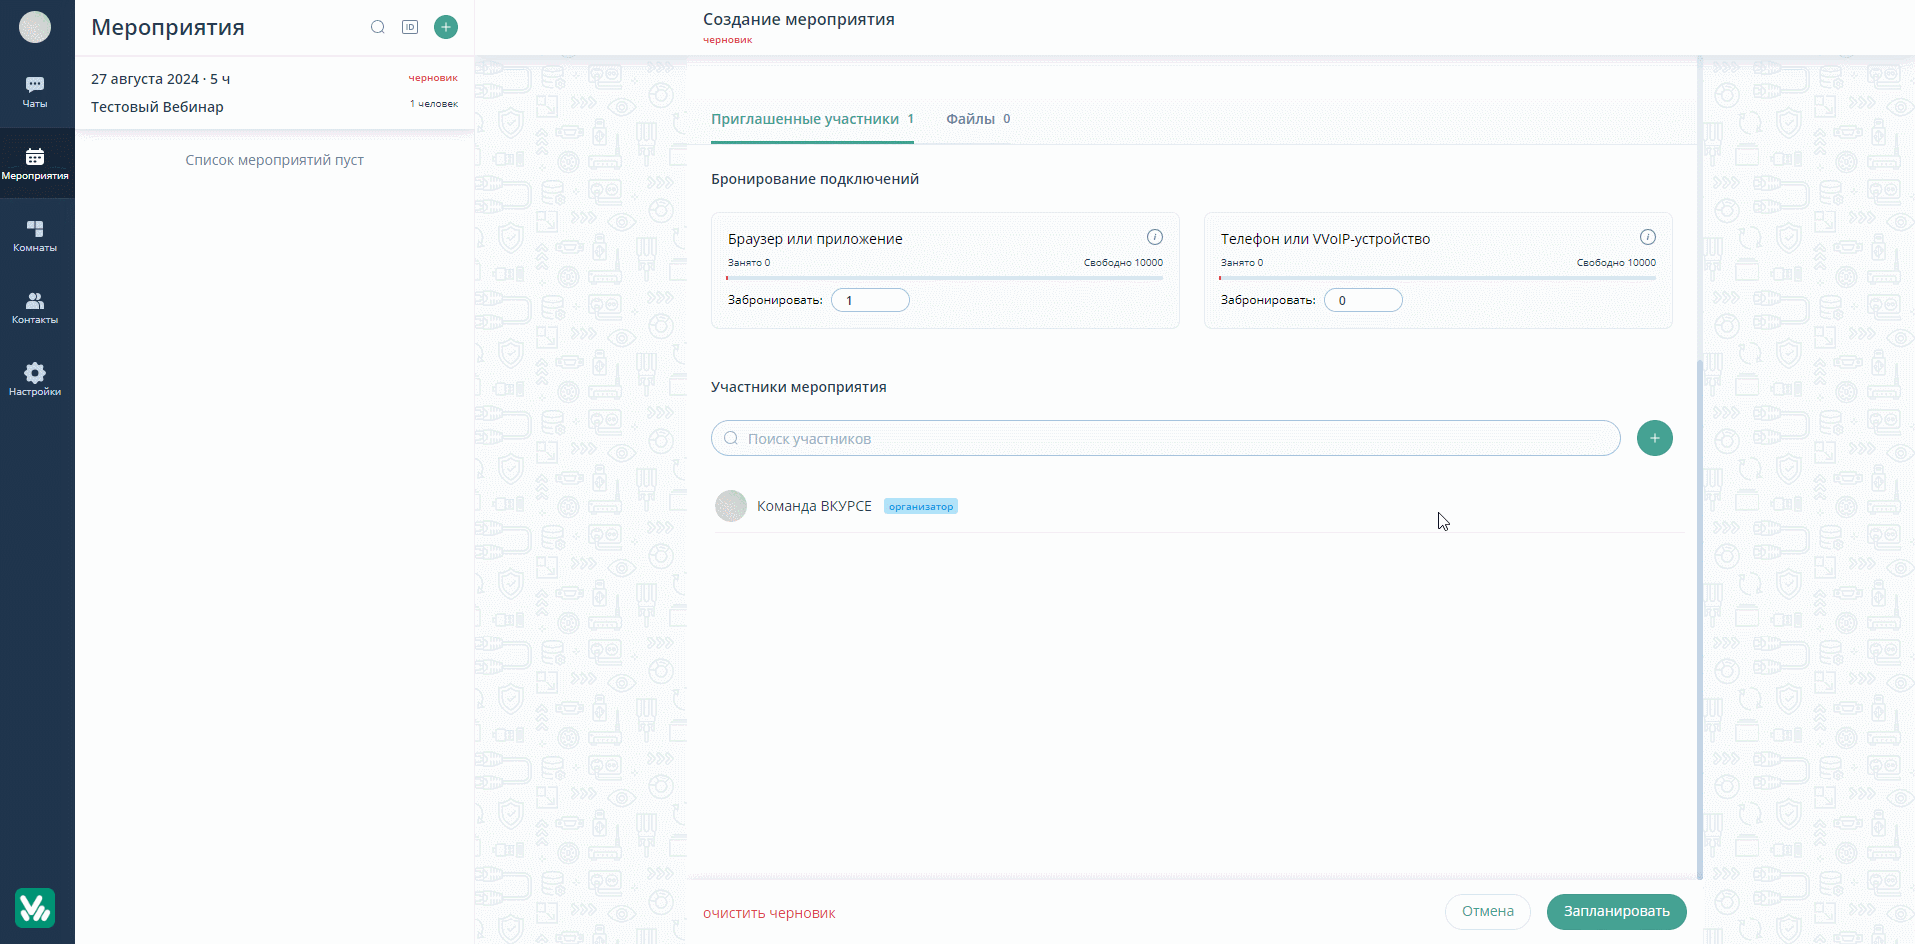 Мероприятия
ID
27 августа 2024 · 5 ч
черновик
Тестовый Вебинар
1 человек
Список мероприятий пуст
Чаты
Мероприятия
Комнаты
Контакты
Настройки
Создание мероприятия
черновик
Приглашенные участники 1
Файлы 0
Бронирование подключений
Браузер или приложение
i
Занято 0
Свободно 10000
Забронировать: 1
Телефон или VVoIP-устройство
i
Занято 0
Свободно 10000
Забронировать: 0
Участники мероприятия
Поиск участников
Команда ВКУРСЕ организатор
очистить черновик
Отмена
Запланировать